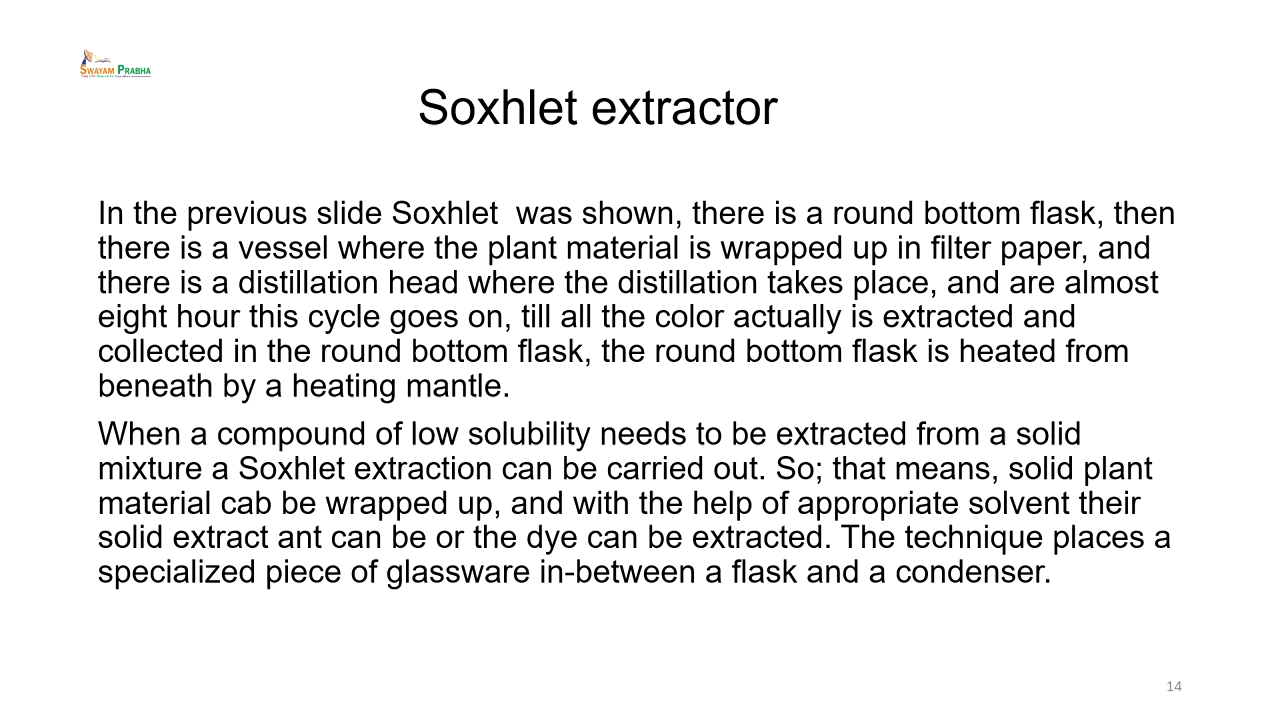 SWAYAM PRABHA
Soxhlet extractor
In the previous slide Soxhlet  was shown, there is a round bottom flask, then
there is a vessel where the plant material is wrapped up in filter paper, and
there is a distillation head where the distillation takes place, and are almost
eight hour this cycle goes on, till all the color actually is extracted and
collected in the round bottom flask, the round bottom flask is heated from
beneath by a heating mantle.
When a compound of low solubility needs to be extracted from a solid
mixture a Soxhlet extraction can be carried out. So; that means, solid plant
material cab be wrapped up, and with the help of appropriate solvent their
solid extract ant can be or the dye can be extracted. The technique places a
specialized piece of glassware in-between a flask and a condenser.
14